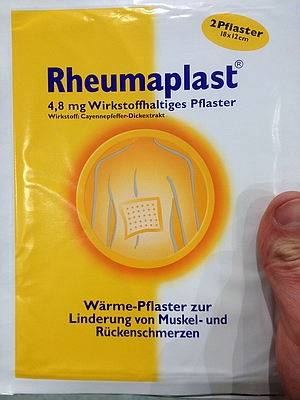 2 Pflaster
18x12cm
Rheumaplast®
4,8 mg Wirkstoffhaltiges Pflaster
Wirkstoff: Cayennepfeffer-Dickextrakt
Wärme-Pflaster zur
Linderung von Muskel- und
Rückenschmerzen